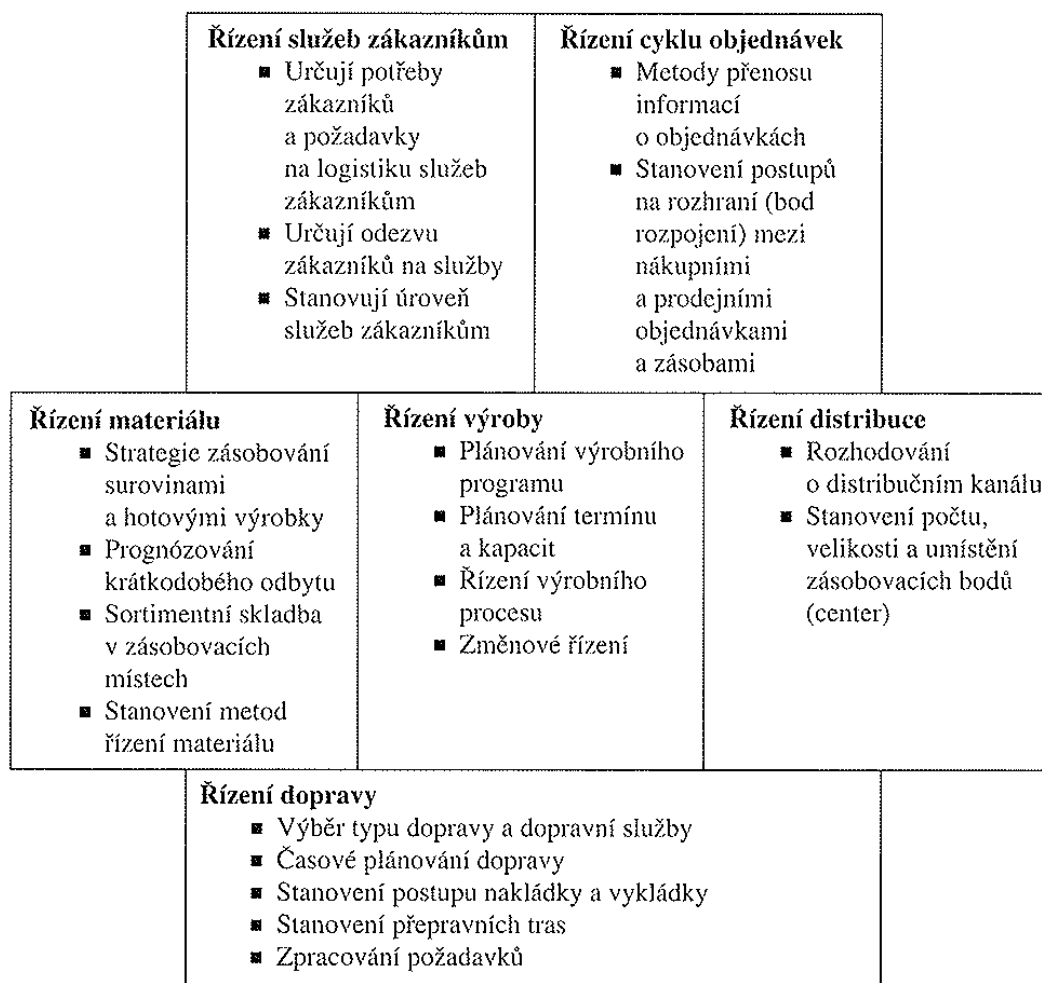 Řízení služeb zákazníkům
■ Určují potřeby
zákazníků
a požadavky
na logistiku služeb
zákazníkům
■ Určují odezvu
zákazníků na služby
■ Stanovují úroveň
služeb zákazníkům
Řízení cyklu objednávek
■ Metody přenosu
informací
o objednávkách
■ Stanovení postupů
na rozhraní (bod
rozpojení) mezi
nákupními
a prodejními
objednávkami
a zásobami
Řízení materiálu
■ Strategie zásobování
surovinami
a hotovými výrobky
■ Prognózování
krátkodobého odbytu
■ Sortimentní skladba
v zásobovacích
místech
■ Stanovení metod
řízení materiálu
Řízení výroby
■ Plánování výrobního
programu
■ Plánování termínu
a kapacit
■ Řízení výrobního
procesu
■ Změnové řízení
Řízení distribuce
■ Rozhodování
o distribučním kanálu
■ Stanovení počtu,
velikosti a umístění
zásobovacích bodů
(center)
Řízení dopravy
■ Výběr typu dopravy a dopravní služby
■ Časové plánování dopravy
■ Stanovení postupu nakládky a vykládky
■ Stanovení přepravních tras
■ Zpracování požadavků